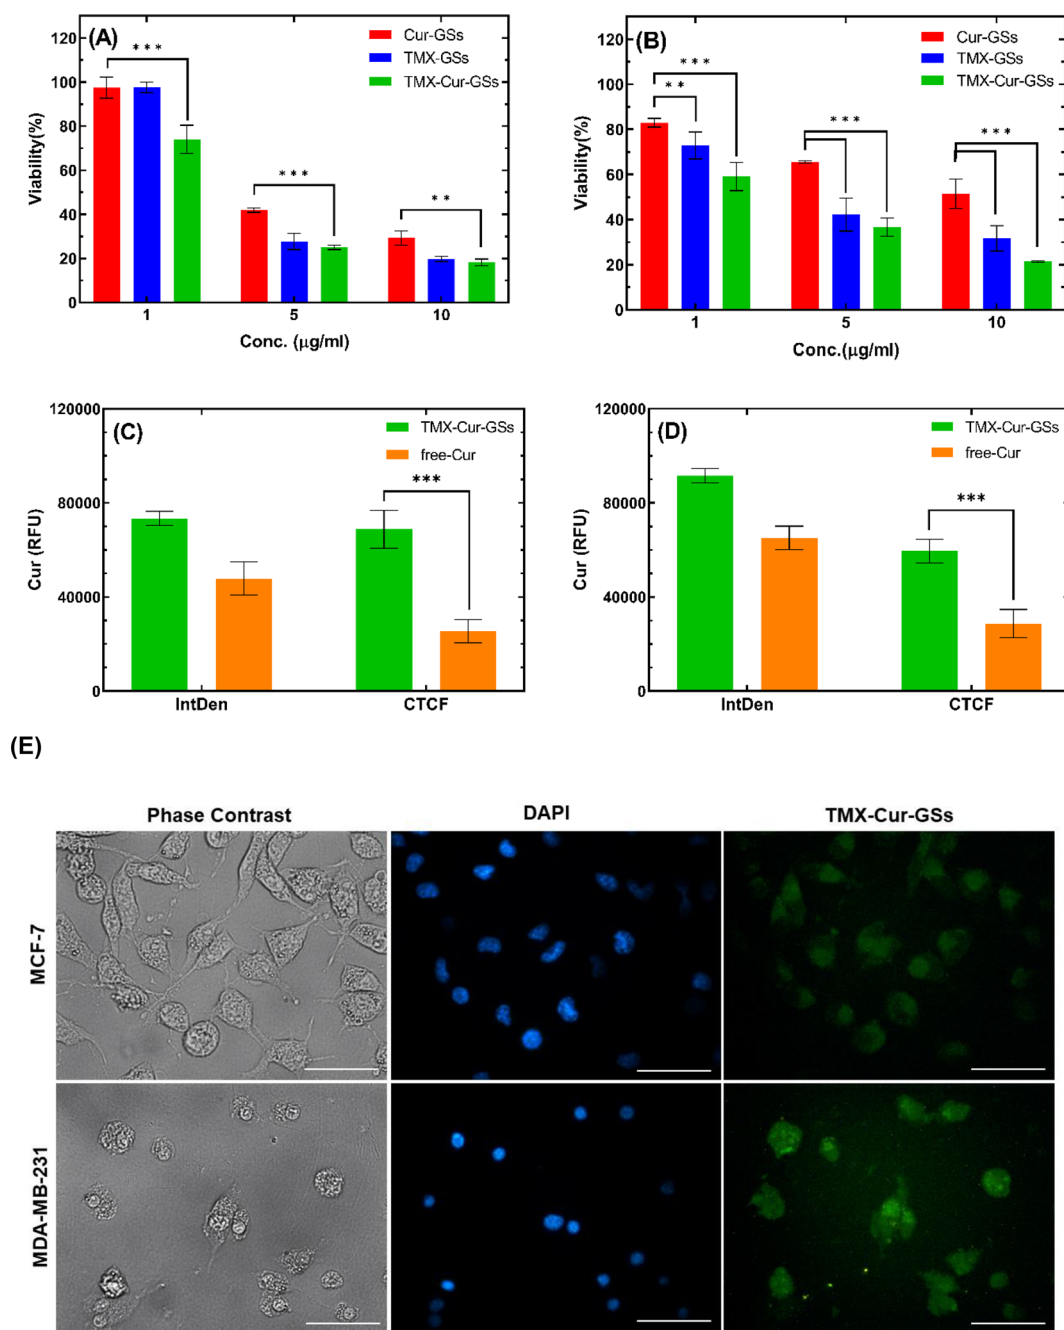 (A)
Cur-GSs
TMX-GSs
TMX-Cur-GSs
***
***
**
Viability(%)
120
100
80
60
40
20
0
1 5 10
Conc. (μg/ml)
(B)
Cur-GSs
TMX-GSs
TMX-Cur-GSs
***
**
***
***
Viability(%)
120
100
80
60
40
20
0
1 5 10
Conc.(μg/ml)
(C)
TMX-Cur-GSs
free-Cur
***
Cur (RFU)
120000
80000
40000
0
IntDen CTCF
(D)
TMX-Cur-GSs
free-Cur
***
Cur (RFU)
120000
80000
40000
0
IntDen CTCF
(E)
Phase Contrast DAPI TMX-Cur-GSs
MCF-7
MDA-MB-231